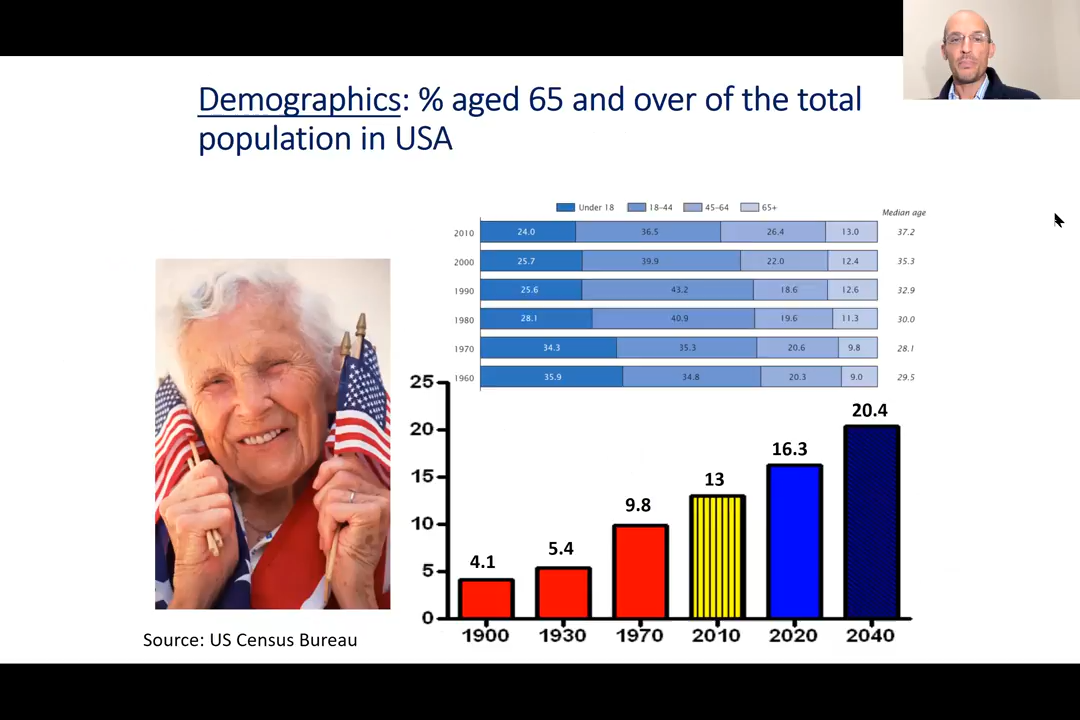 Demographics: % aged 65 and over of the total
population in USA
Under 18 18–44 45–64 65+
Median age
2010 24.0 36.5 26.4 13.0 37.2
2000 25.7 39.9 22.0 12.4 35.3
1990 25.6 43.2 18.6 12.6 32.9
1980 28.1 40.9 19.6 11.3 30.0
1970 34.3 35.3 20.6 9.8 28.1
1960 35.9 34.8 20.3 9.0 29.5
25
20
15
10
5
0
4.1 5.4 9.8 13 16.3 20.4
1900 1930 1970 2010 2020 2040
Source: US Census Bureau